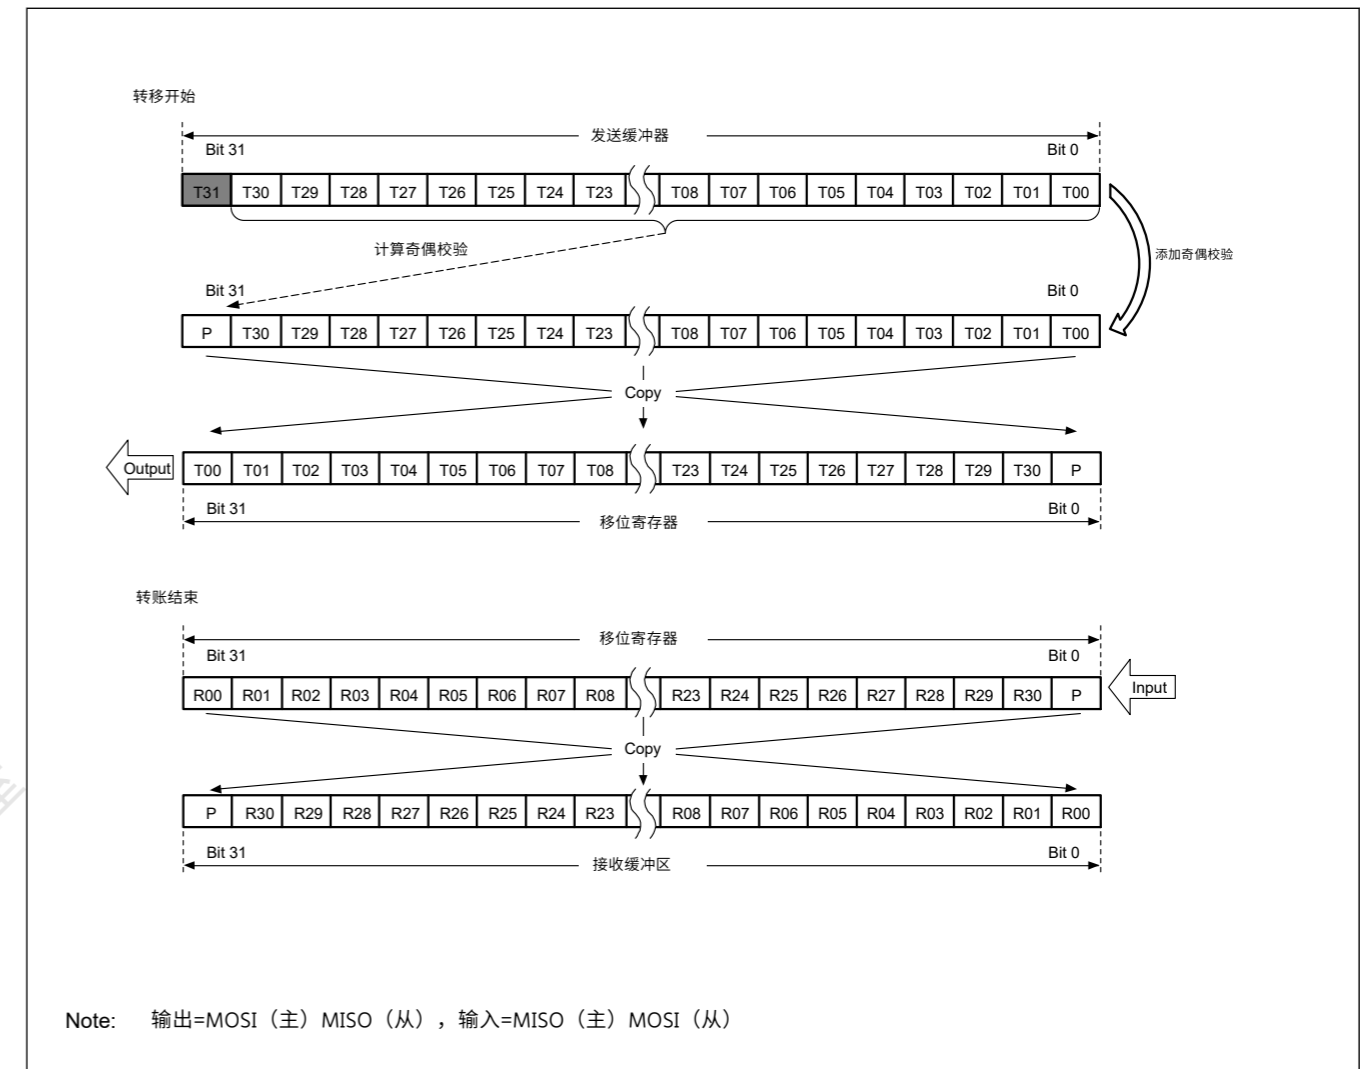 转移开始
发送缓冲器
Bit 31 Bit 0
T31 T30 T29 T28 T27 T26 T25 T24 T23 T08 T07 T06 T05 T04 T03 T02 T01 T00
计算奇偶校验
添加奇偶校验
Bit 31 Bit 0
P T30 T29 T28 T27 T26 T25 T24 T23 T08 T07 T06 T05 T04 T03 T02 T01 T00
Copy
Output T00 T01 T02 T03 T04 T05 T06 T07 T08 T23 T24 T25 T26 T27 T28 T29 T30 P
Bit 31 Bit 0
移位寄存器
转账结束
移位寄存器
Bit 31 Bit 0
R00 R01 R02 R03 R04 R05 R06 R07 R08 R23 R24 R25 R26 R27 R28 R29 R30 P Input
Copy
P R30 R29 R28 R27 R26 R25 R24 R23 R08 R07 R06 R05 R04 R03 R02 R01 R00
Bit 31 Bit 0
接收缓冲区
Note: 输出=MOSI（主）MISO（从），输入=MISO（主）MOSI（从）